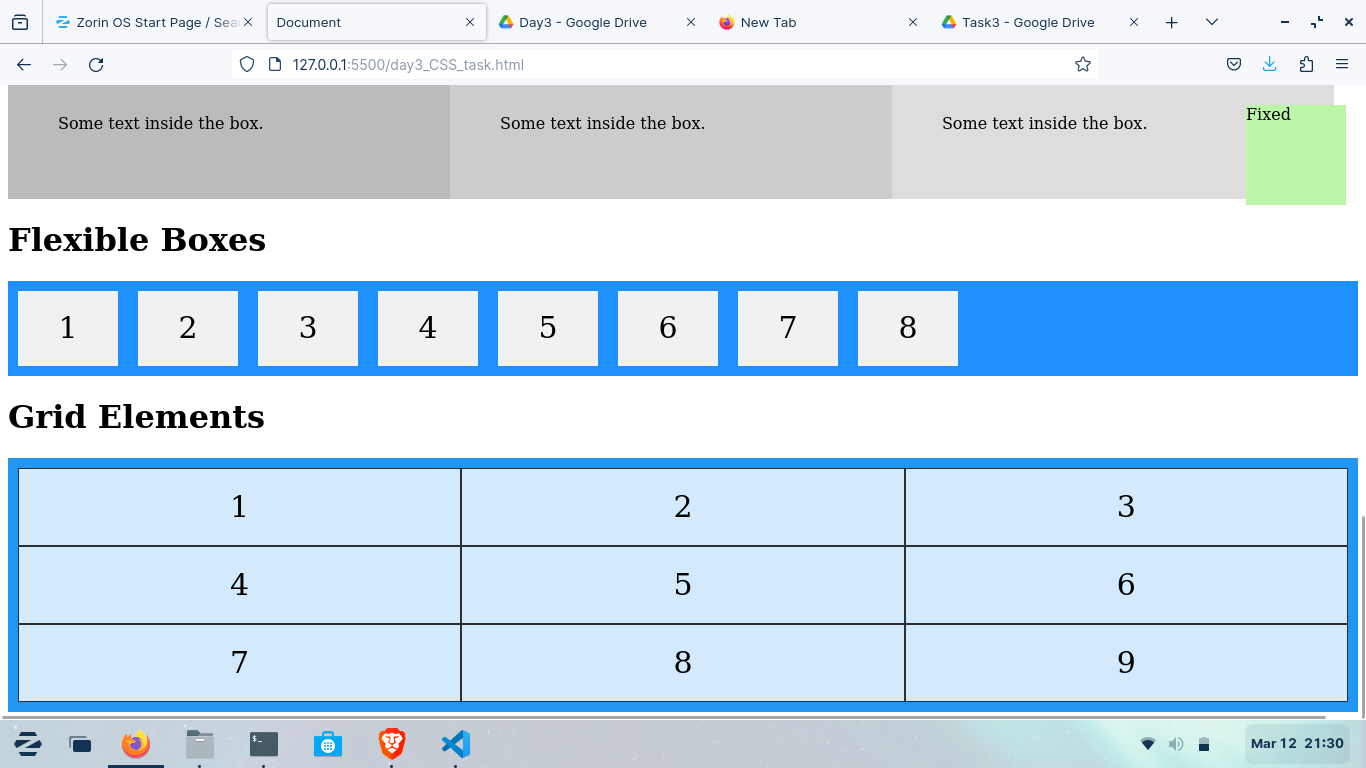 Zorin OS Start Page / Sea
Document
Day3 - Google Drive
New Tab
Task3 - Google Drive
127.0.0.1:5500/day3_CSS_task.html
Some text inside the box.
Some text inside the box.
Some text inside the box.
Fixed
Flexible Boxes
1 2 3 4 5 6 7 8
Grid Elements
1 2 3
4 5 6
7 8 9
Mar 12 21:30